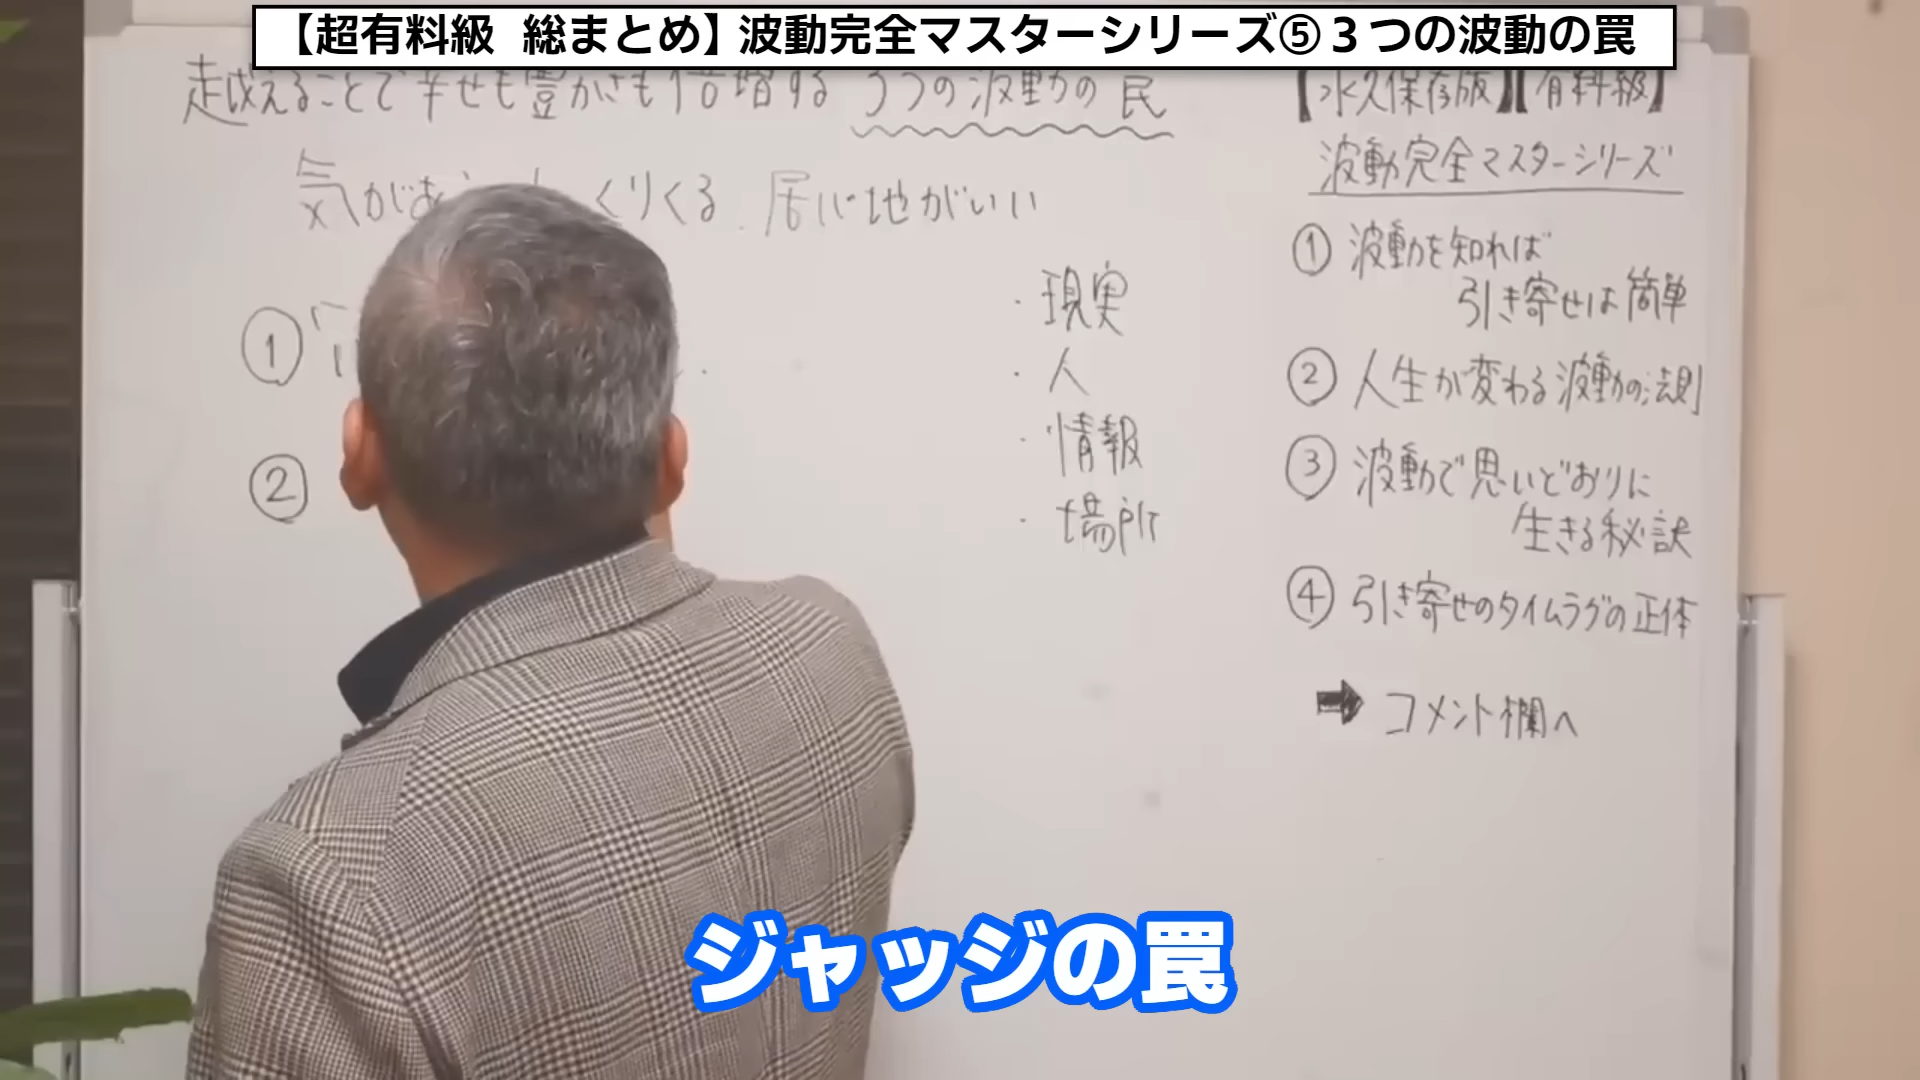 【超有料級 総まとめ】波動完全マスターシリーズ⑤３つの波動の罠
走越えることで幸せも豊かさも倍増する 3つの波動の罠
気があ くりくる 居心地がいい
①
②
・現実
・人
・情報
・場所
【永久保存版】【有料級】
波動完全マスターシリーズ
① 波動を知れば
引き寄せは簡単
② 人生が変わる波動の法則
③ 波動で思いどおりに
生きる秘訣
④ 引き寄せのタイムラグの正体
➡ コメント欄へ
ジャッジの罠